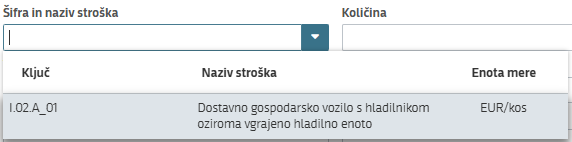 Šifra in naziv stroška Količina
Ključ Naziv stroška Enota mere
I.02.A_01 Dostavno gospodarsko vozilo s hladilnikom EUR/kos
oziroma vgrajeno hladilno enoto